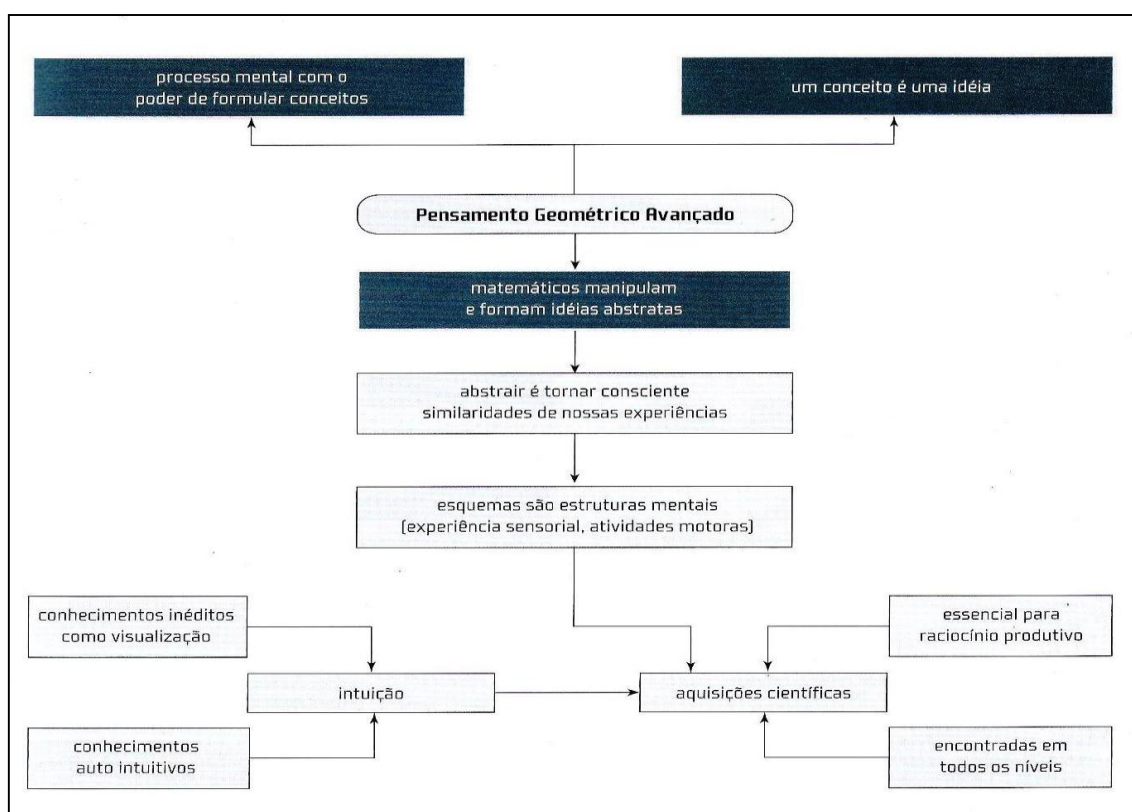 processo mental com o
poder de formular conceitos
um conceito é uma idéia
Pensamento Geométrico Avançado
matemáticos manipulam
e formam idéias abstratas
abstrair é tornar consciente
similaridades de nossas experiências
esquemas são estruturas mentais
(experiência sensorial, atividades motoras)
conhecimentos inéditos
como visualização
essencial para
raciocínio produtivo
intuição
aquisições científicas
conhecimentos
auto intuitivos
encontradas em
todos os níveis